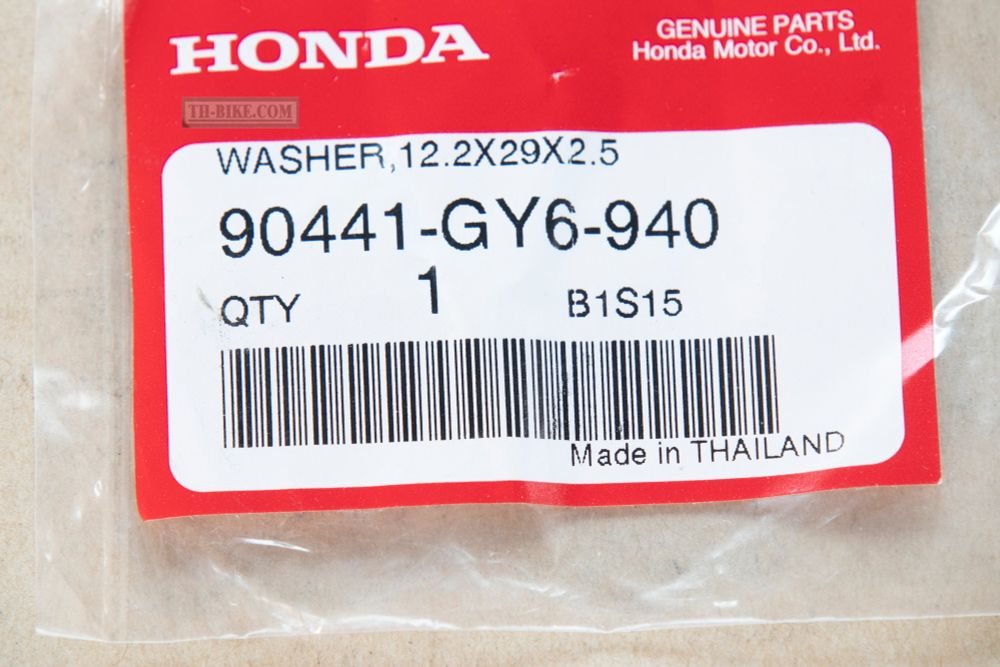 HONDA
GENUINE PARTS
Honda Motor Co., Ltd.
TH-BIKE.COM
WASHER,12.2X29X2.5
90441-GY6-940
QTY 1 B1S15
Made in THAILAND